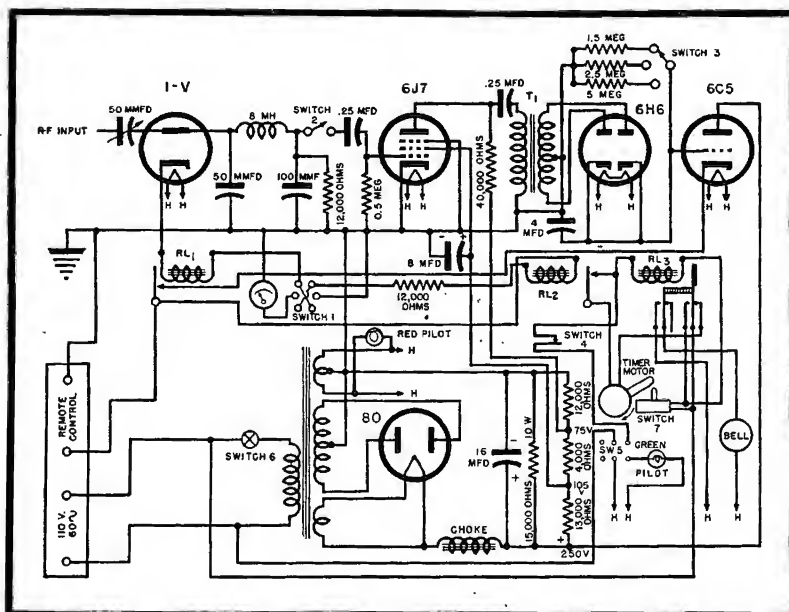 1-V
6J7
6H6
6C5
1.5 MEG
2.5 MEG
5 MEG
SWITCH 3
50 MMFD
R-F INPUT
8 MH
SWITCH
2
.25 MFD
.25 MFD
T1
50 MMFD
100 MMF
12,000 OHMS
0.5 MEG
40,000 OHMS
4
MFD
H H
H H
H H
H H
H H
- +
8 MFD
-
RL1
SWITCH 1
12,000
OHMS
RL2
RL3
RED PILOT
H
H
SWITCH
4
TIMER
MOTOR
SWITCH
7
BELL
REMOTE
CONTROL
110 V.
60~
SWITCH 6
80
16
MFD
-
+
10 W
15,000 OHMS
12,000
OHMS
75V
4,000
OHMS
105
V
13,000
OHMS
+
250V
SW5
GREEN
PILOT
H H
H H
CHOKE